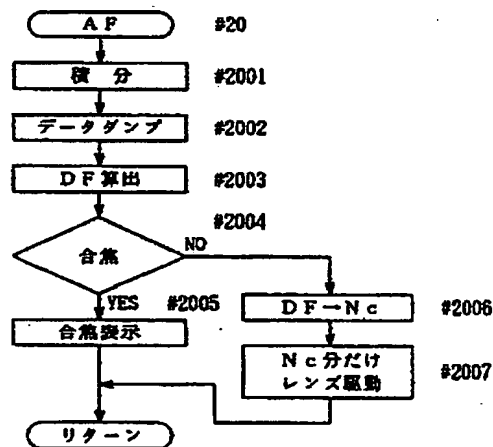 AF #20
積 分 #2001
データダンプ #2002
DF算出 #2003
#2004
合焦
NO
YES #2005
合焦表示
DF→Nc #2006
Nc分だけ
レンズ駆動 #2007
リターン